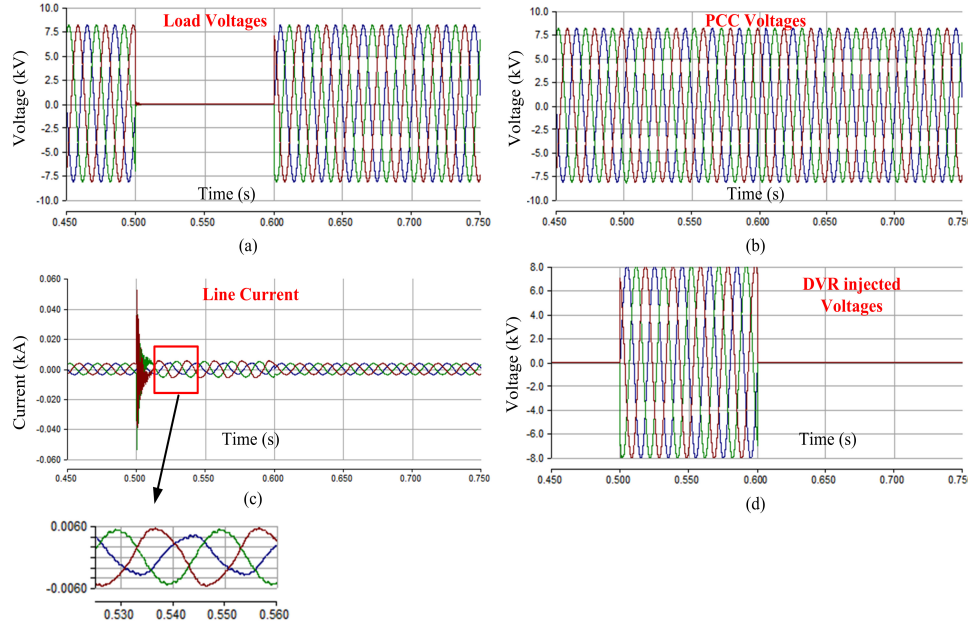 Load Voltages
Voltage (kV)
10.0
7.5
5.0
2.5
0.0
-2.5
-5.0
-7.5
-10.0
Time (s)
0.450 0.500 0.550 0.600 0.650 0.700 0.750
(a)
PCC Voltages
Voltage (kV)
10.0
7.5
5.0
2.5
0.0
-2.5
-5.0
-7.5
-10.0
Time (s)
0.450 0.500 0.550 0.600 0.650 0.700 0.750
(b)
Line Current
Current (kA)
0.060
0.040
0.020
0.000
-0.020
-0.040
-0.060
Time (s)
0.450 0.500 0.550 0.600 0.650 0.700 0.750
(c)
DVR injected
Voltages
Voltage (kV)
8.0
6.0
4.0
2.0
0.0
-2.0
-4.0
-6.0
-8.0
Time (s)
0.450 0.500 0.550 0.600 0.650 0.700 0.750
(d)
0.0060
-0.0060
0.530 0.540 0.550 0.560